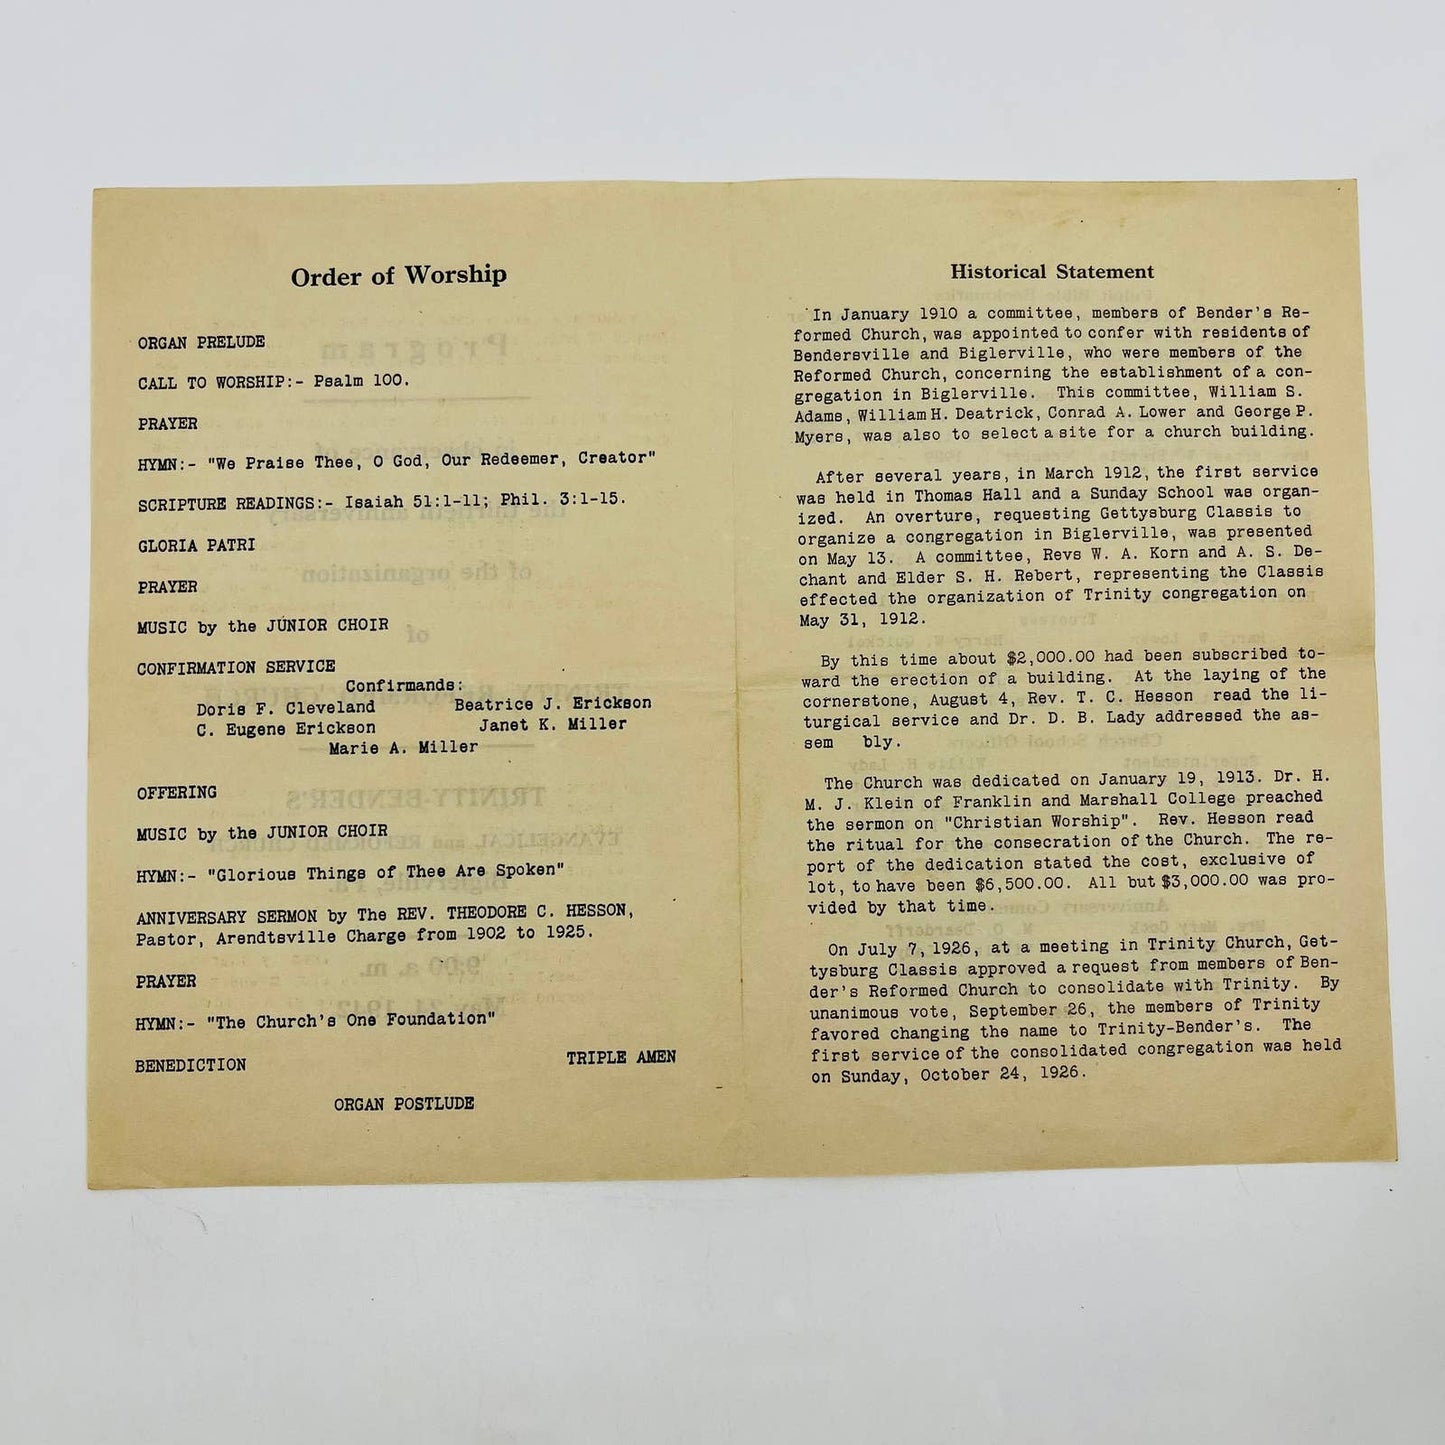 Order of Worship
ORGAN PRELUDE
CALL TO WORSHIP:- Psalm 100.
PRAYER
HYMN:- "We Praise Thee, O God, Our Redeemer, Creator"
SCRIPTURE READINGS:- Isaiah 51:1-11; Phil. 3:1-15.
GLORIA PATRI
PRAYER
MUSIC by the JUNIOR CHOIR
CONFIRMATION SERVICE
Confirmands:
Doris F. Cleveland Beatrice J. Erickson
C. Eugene Erickson Janet K. Miller
Marie A. Miller
OFFERING
MUSIC by the JUNIOR CHOIR
HYMN:- "Glorious Things of Thee Are Spoken"
ANNIVERSARY SERMON by The REV. THEODORE C. HESSON,
Pastor, Arendtsville Charge from 1902 to 1925.
PRAYER
HYMN:- "The Church's One Foundation"
BENEDICTION TRIPLE AMEN
ORGAN POSTLUDE
Historical Statement
In January 1910 a committee, members of Bender's Re-
formed Church, was appointed to confer with residents of
Bendersville and Biglerville, who were members of the
Reformed Church, concerning the establishment of a con-
gregation in Biglerville. This committee, William S.
Adams, William H. Deatrick, Conrad A. Lower and George P.
Myers, was also to select a site for a church building.
After several years, in March 1912, the first service
was held in Thomas Hall and a Sunday School was organ-
ized. An overture, requesting Gettysburg Classis to
organize a congregation in Biglerville, was presented
on May 13. A committee, Revs W. A. Korn and A. S. De-
chant and Elder S. H. Rebert, representing the Classis
effected the organization of Trinity congregation on
May 31, 1912.
By this time about $2,000.00 had been subscribed to-
ward the erection of a building. At the laying of the
cornerstone, August 4, Rev. T. C. Hesson read the li-
turgical service and Dr. D. B. Lady addressed the as-
sem bly.
The Church was dedicated on January 19, 1913. Dr. H.
M. J. Klein of Franklin and Marshall College preached
the sermon on "Christian Worship". Rev. Hesson read
the ritual for the consecration of the Church. The re-
port of the dedication stated the cost, exclusive of
lot, to have been $6,500.00. All but $3,000.00 was pro-
vided by that time.
On July 7, 1926, at a meeting in Trinity Church, Get-
tysburg Classis approved a request from members of Ben-
der's Reformed Church to consolidate with Trinity. By
unanimous vote, September 26, the members of Trinity
favored changing the name to Trinity-Bender's. The
first service of the consolidated congregation was held
on Sunday, October 24, 1926.